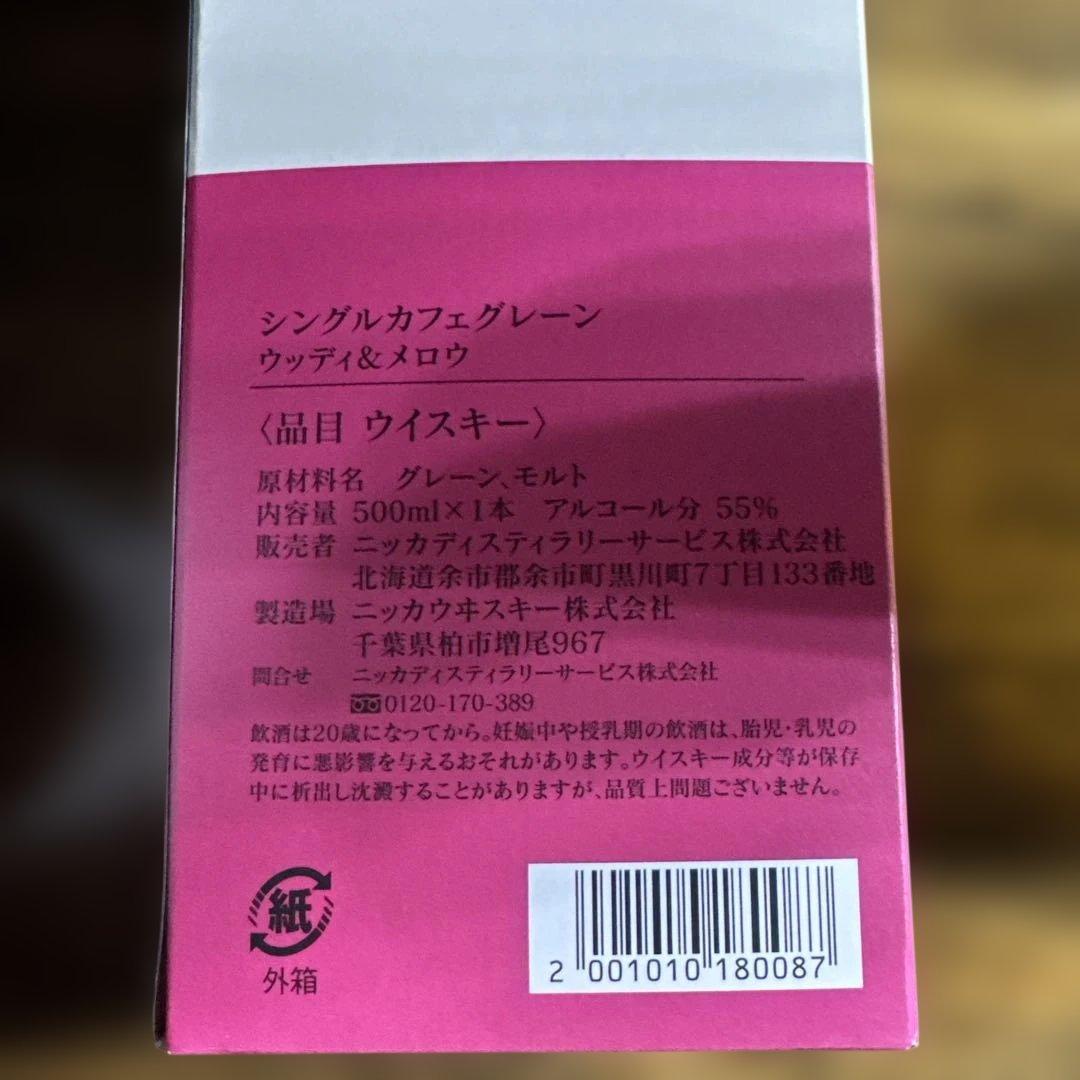 シングルカフェグレーン
ウッディ&メロウ
〈品目 ウイスキー〉
原材料名 グレーン、モルト
内容量 500ml×1本 アルコール分 55%
販売者 ニッカディスティラリーサービス株式会社
北海道余市郡余市町黒川町7丁目133番地
製造場 ニッカウヰスキー株式会社
千葉県柏市増尾967
問合せ ニッカディスティラリーサービス株式会社
0120-170-389
飲酒は20歳になってから。妊娠中や授乳期の飲酒は、胎児・乳児の
発育に悪影響を与えるおそれがあります。ウイスキー成分等が保存
中に析出し沈澱することがありますが、品質上問題ございません。
紙
外箱
2 001010 180087